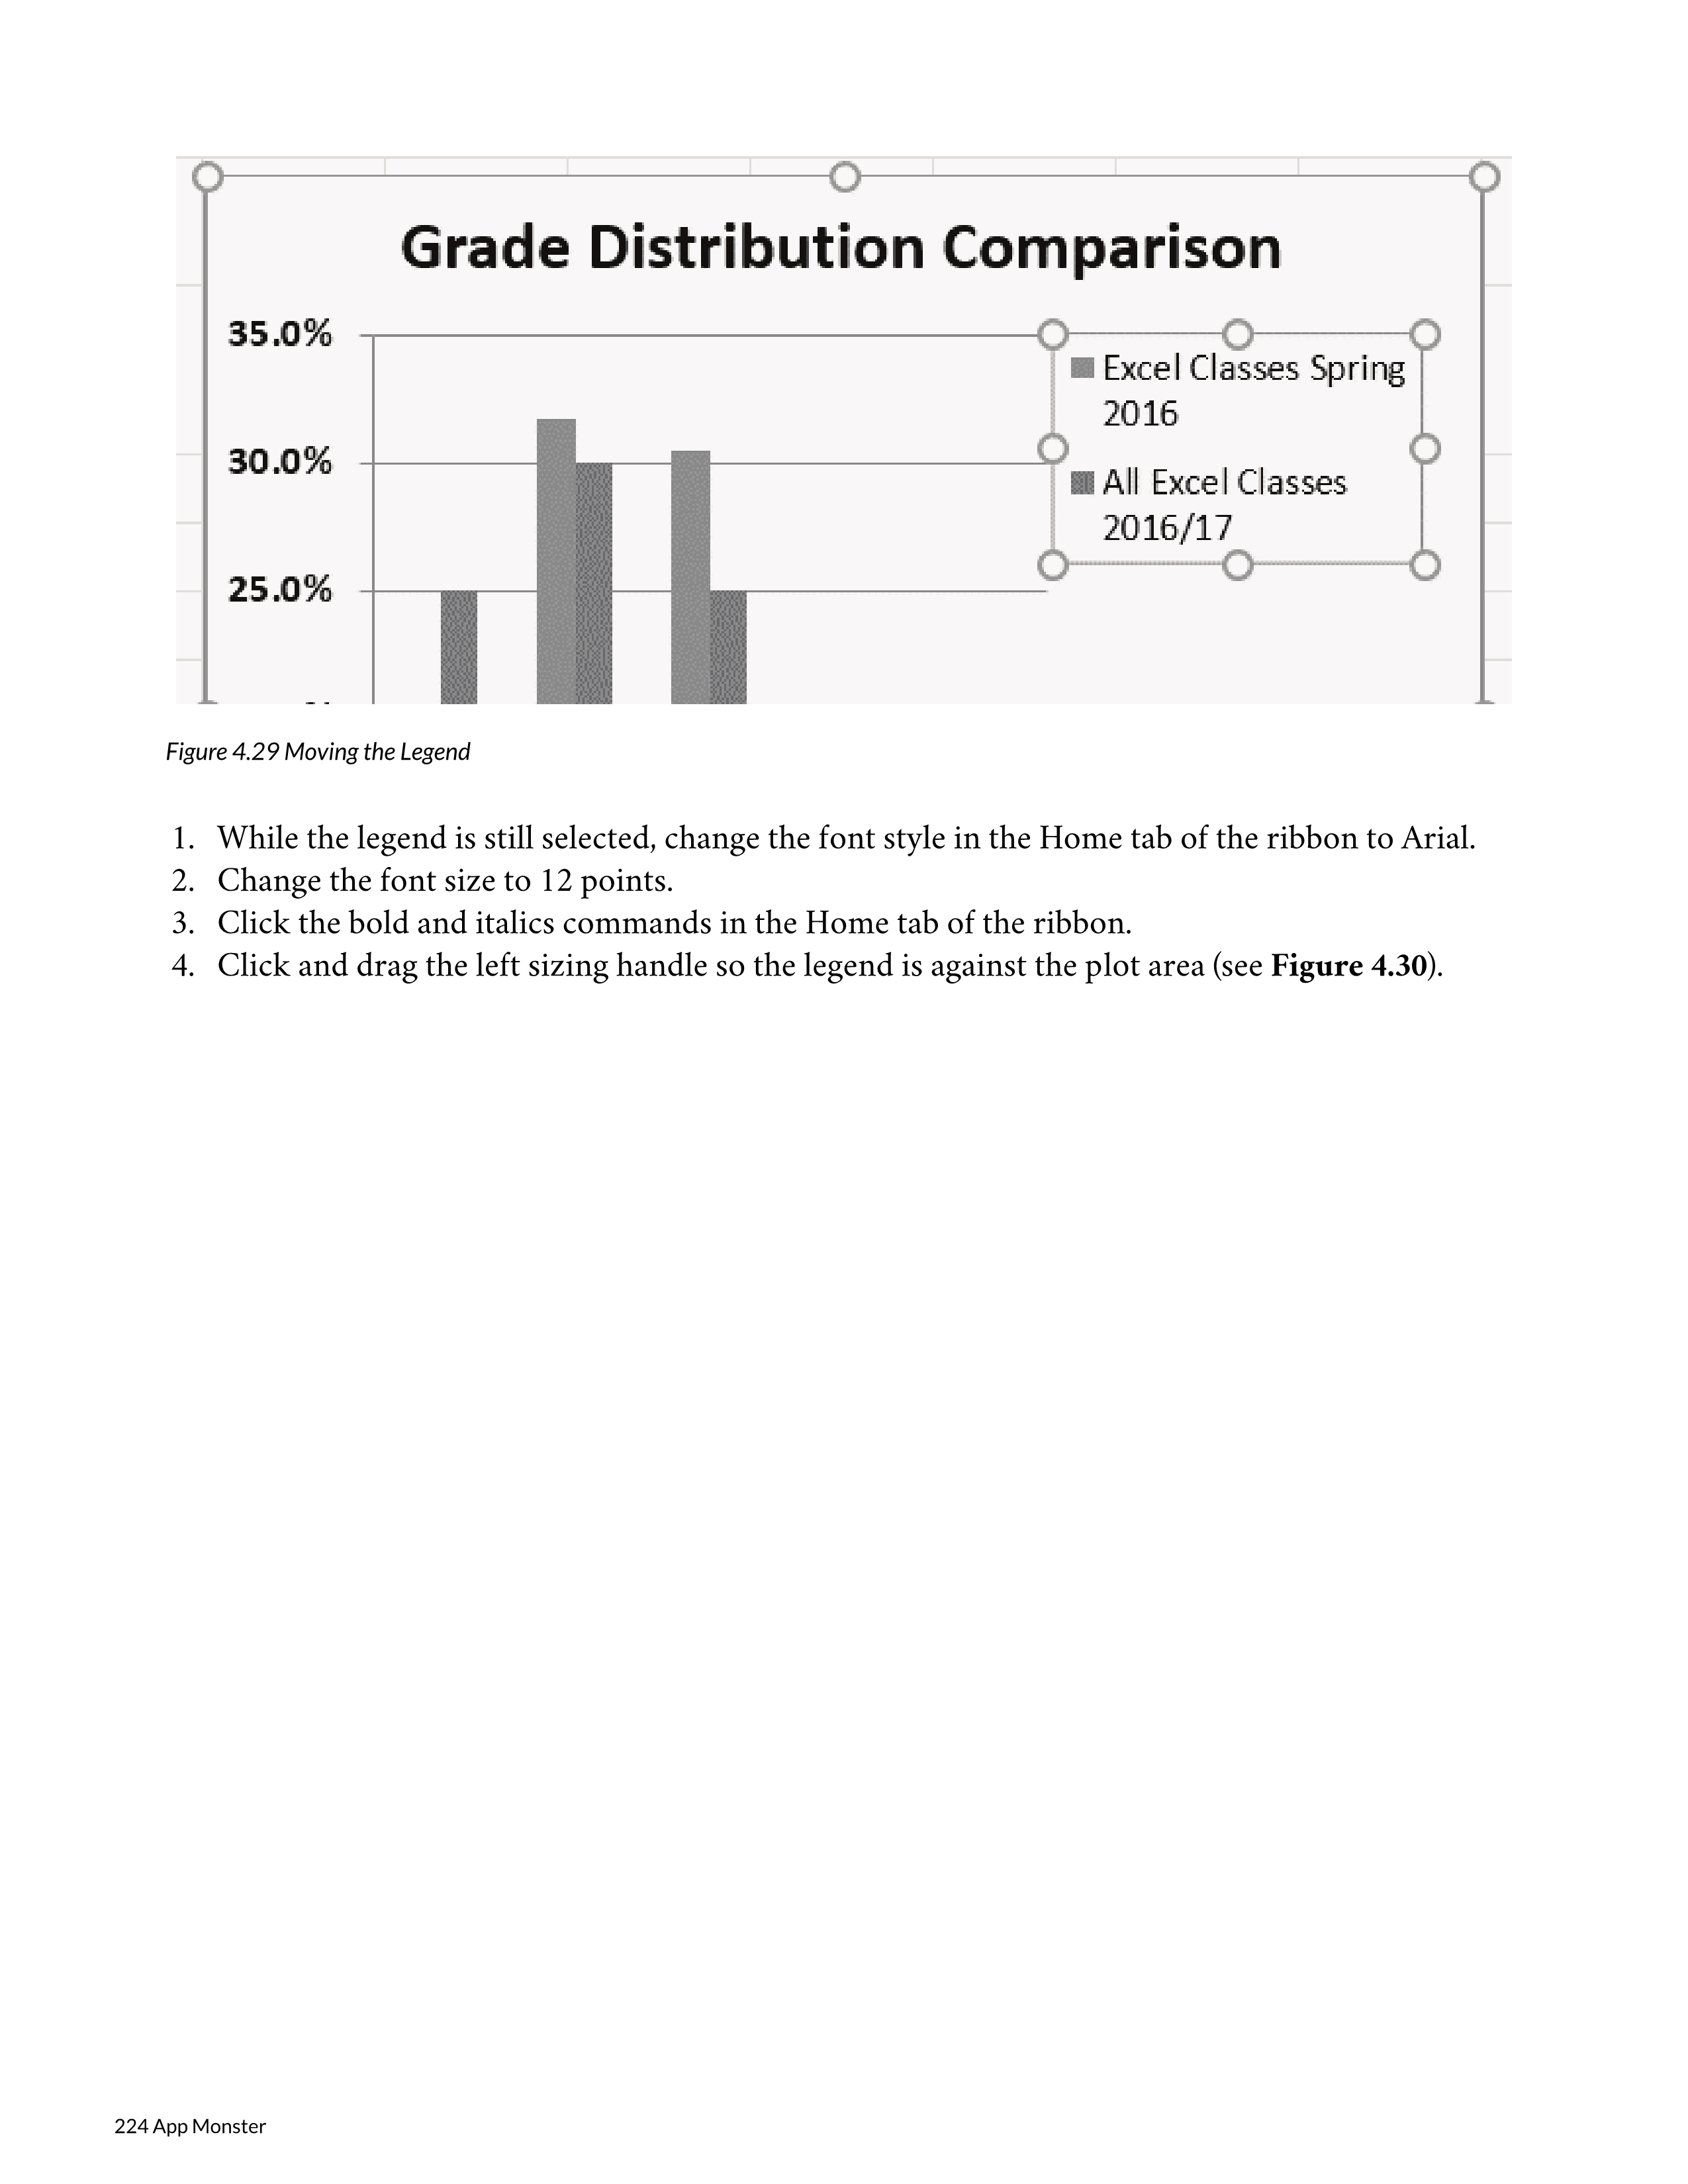 Grade Distribution Comparison
35.0%
Excel Classes Spring
2016
30.0%
All Excel Classes
2016/17
25.0%
Figure 4.29 Moving the Legend
1. While the legend is still selected, change the font style in the Home tab of the ribbon to Arial.
2. Change the font size to 12 points.
3. Click the bold and italics commands in the Home tab of the ribbon.
4. Click and drag the left sizing handle so the legend is against the plot area (see Figure 4.30).
224 App Monster